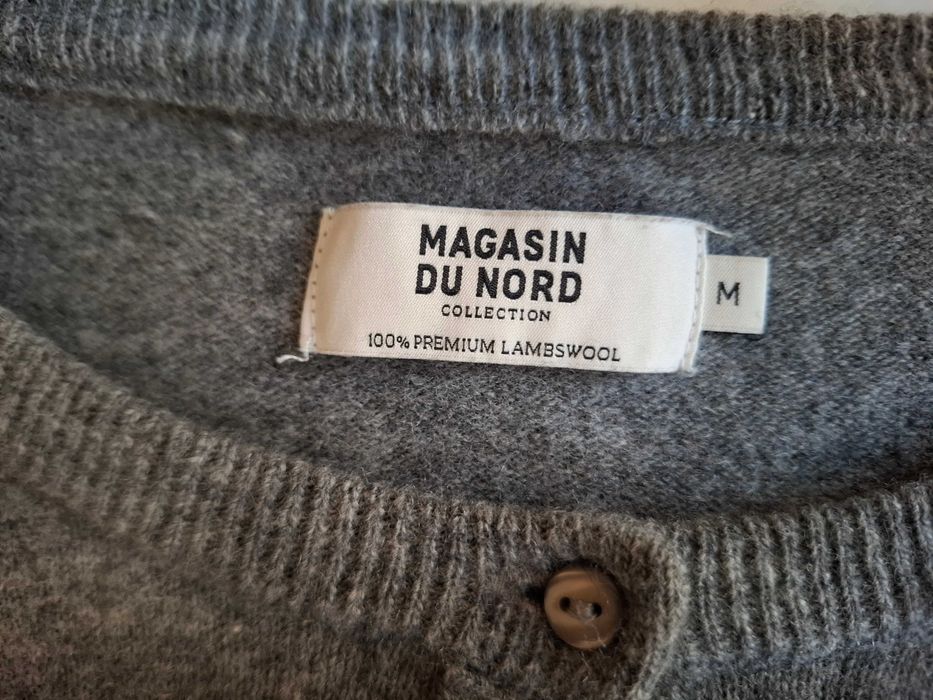 MAGASIN
DU NORD
COLLECTION
100% PREMIUM LAMBSWOOL
M